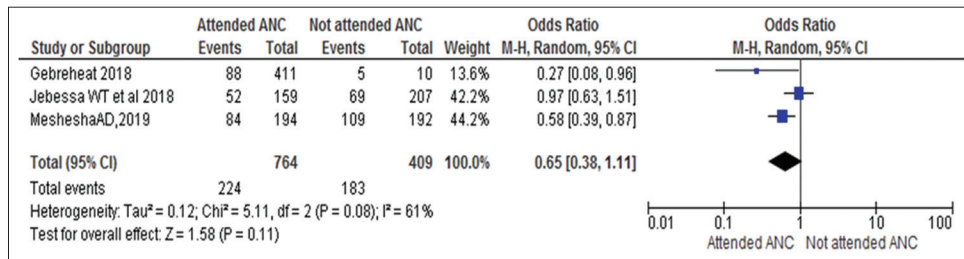 Attended ANC Not attended ANC Odds Ratio Odds Ratio
Study or Subgroup Events Total Events Total Weight M-H, Random, 95% CI M-H, Random, 95% CI
Gebreheat 2018 88 411 5 10 13.6% 0.27 [0.08, 0.96]
Jebessa WT et al 2018 52 159 69 207 42.2% 0.97 [0.63, 1.51]
MesheshaAD,2019 84 194 109 192 44.2% 0.58 [0.39, 0.87]
Total (95% CI) 764 409 100.0% 0.65 [0.38, 1.11]
Total events 224 183
Heterogeneity: Tau² = 0.12; Chi² = 5.11, df = 2 (P = 0.08); I² = 61%
Test for overall effect: Z = 1.58 (P = 0.11)
0.01 0.1 1 10 100
Attended ANC Not attended ANC